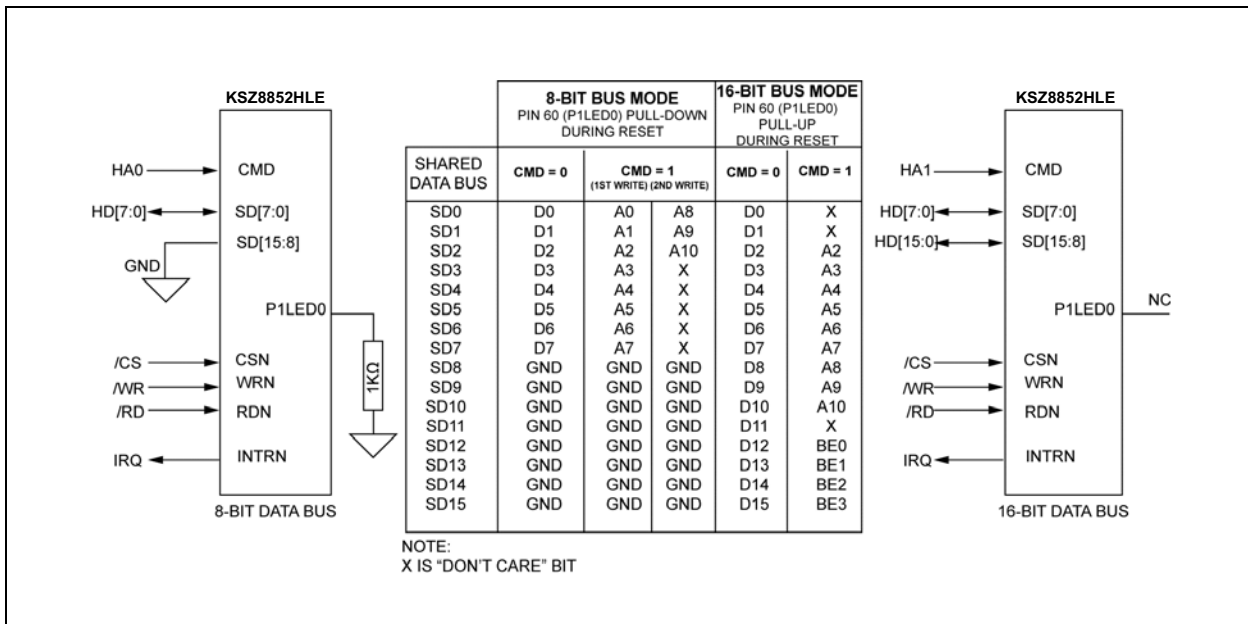 KSZ8852HLE
HA0
CMD
HD[7:0]
SD[7:0]
SD[15:8]
GND
P1LED0
1KΩ
/CS
CSN
/WR
WRN
/RD
RDN
IRQ
INTRN
8-BIT DATA BUS
8-BIT BUS MODE 16-BIT BUS MODE
PIN 60 (P1LED0) PULL-DOWN PIN 60 (P1LED0)
DURING RESET PULL-UP
DURING RESET
SHARED
DATA BUS CMD = 0 CMD = 1 CMD = 0 CMD = 1
(1ST WRITE) (2ND WRITE)
SD0 D0 A0 A8 D0 X
SD1 D1 A1 A9 D1 X
SD2 D2 A2 A10 D2 A2
SD3 D3 A3 X D3 A3
SD4 D4 A4 X D4 A4
SD5 D5 A5 X D5 A5
SD6 D6 A6 X D6 A6
SD7 D7 A7 X D7 A7
SD8 GND GND GND D8 A8
SD9 GND GND GND D9 A9
SD10 GND GND GND D10 A10
SD11 GND GND GND D11 X
SD12 GND GND GND D12 BE0
SD13 GND GND GND D13 BE1
SD14 GND GND GND D14 BE2
SD15 GND GND GND D15 BE3
NOTE:
X IS “DON’T CARE” BIT
KSZ8852HLE
HA1
CMD
HD[7:0]
SD[7:0]
HD[15:0]
SD[15:8]
P1LED0
NC
/CS
CSN
/WR
WRN
/RD
RDN
IRQ
INTRN
16-BIT DATA BUS